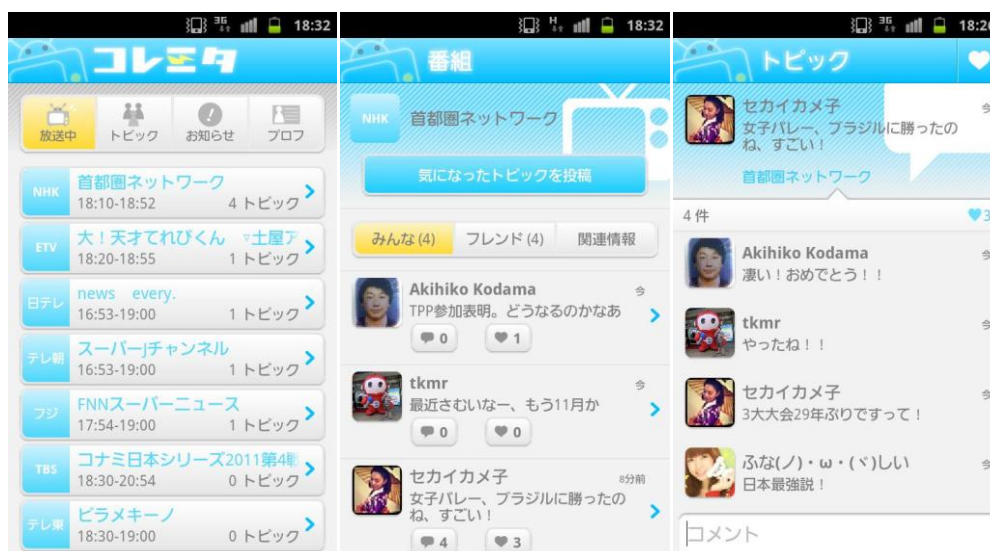 3G 18:32
コレミタ
放送中 トピック お知らせ プロフ
NHK 首都圏ネットワーク
18:10-18:52 4 トピック
ETV 大！天才てれびくん ▿土屋ア
18:20-18:55 1 トピック
日テレ news every.
16:53-19:00 1 トピック
テレ朝 スーパーJチャンネル
16:53-19:00 1 トピック
フジ FNNスーパーニュース
17:54-19:00 1 トピック
TBS コナミ日本シリーズ2011第4戦
18:30-20:54 0 トピック
テレ東 ピラメキーノ
18:30-19:00 0 トピック
H 18:32
番組
NHK 首都圏ネットワーク
気になったトピックを投稿
みんな(4) フレンド(4) 関連情報
Akihiko Kodama 今
TPP参加表明。どうなるのかなあ
0 1
tkmr 今
最近さむいなー、もう11月か
0 0
セカイカメ子 8分前
女子バレー、ブラジルに勝ったの
ね、すごい！
4 3
3G 18:26
トピック
セカイカメ子 今
女子バレー、ブラジルに勝ったの
ね、すごい！
首都圏ネットワーク
4 件 3
Akihiko Kodama 今
凄い！おめでとう！！
tkmr 今
やったね！！
セカイカメ子 今
3大大会29年ぶりですって！
ふな(ノ)・ω・(ヾ)しい 今
日本最強説！
コメント